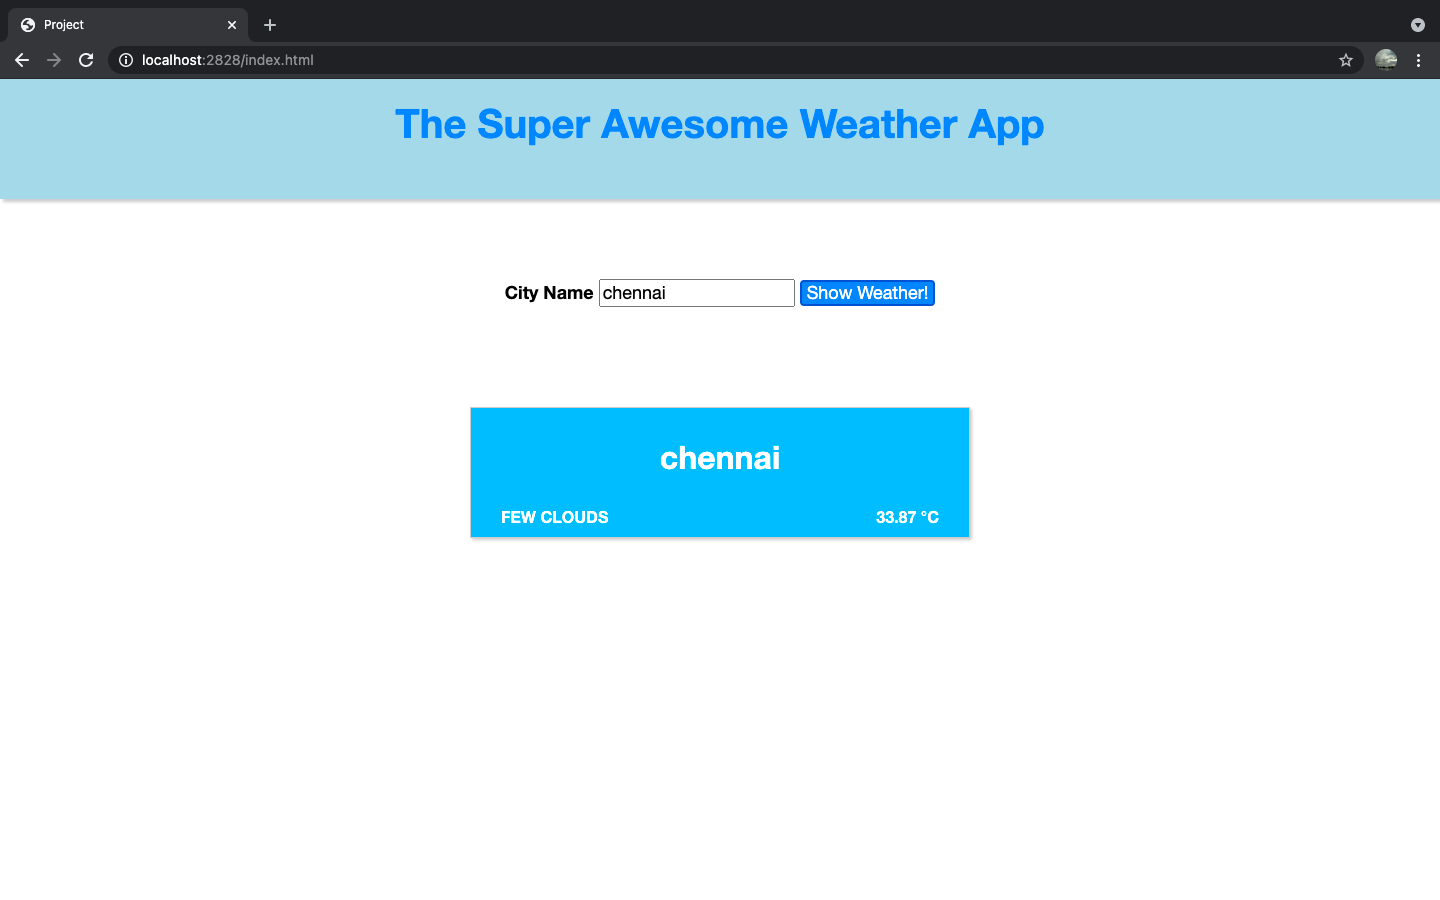 Project
localhost:2828/index.html
The Super Awesome Weather App
City Name chennai Show Weather!
chennai
FEW CLOUDS 33.87 °C